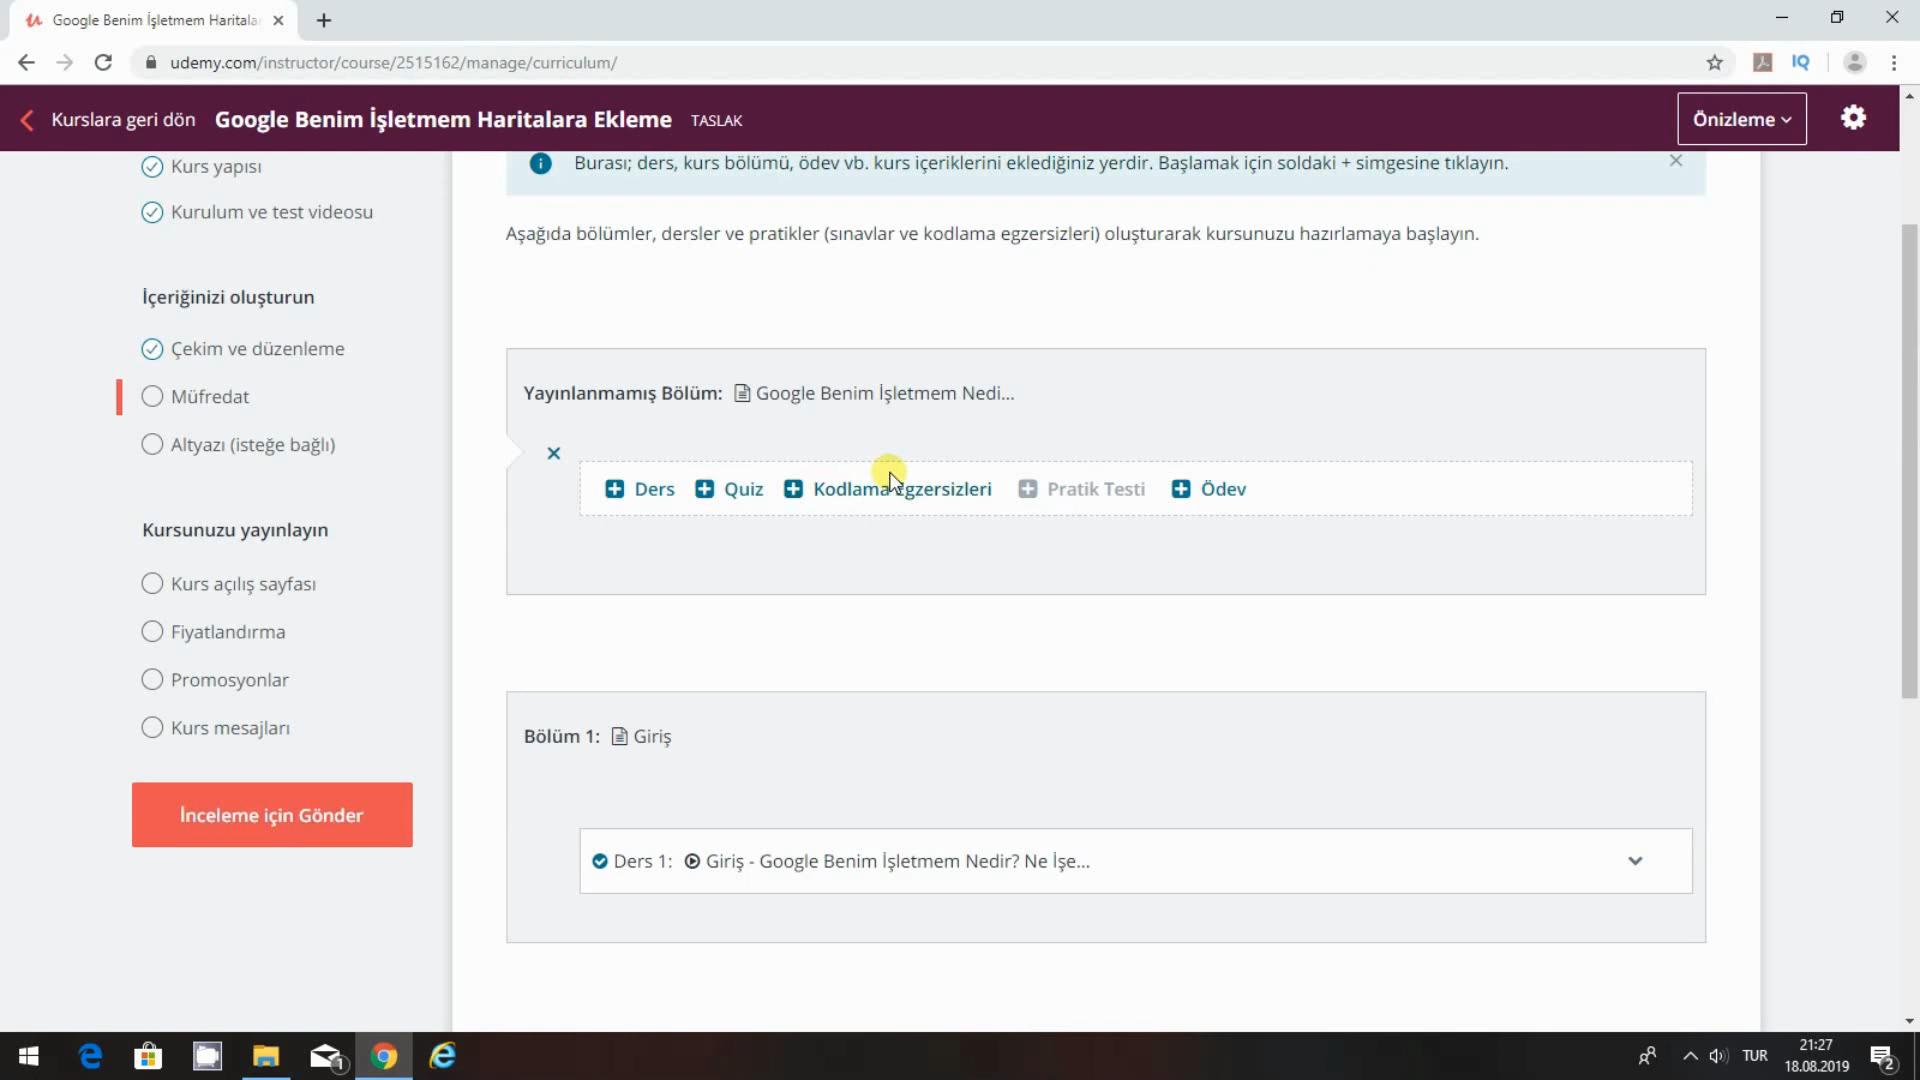 Google Benim İşletmem Haritala
udemy.com/instructor/course/2515162/manage/curriculum/
IQ
Kurslara geri dön Google Benim İşletmem Haritalara Ekleme TASLAK Önizleme
Kurs yapısı
Kurulum ve test videosu
İçeriğinizi oluşturun
Çekim ve düzenleme
Müfredat
Altyazı (isteğe bağlı)
Kursunuzu yayınlayın
Kurs açılış sayfası
Fiyatlandırma
Promosyonlar
Kurs mesajları
İnceleme için Gönder
Burası; ders, kurs bölümü, ödev vb. kurs içeriklerini eklediğiniz yerdir. Başlamak için soldaki + simgesine tıklayın.
Aşağıda bölümler, dersler ve pratikler (sınavlar ve kodlama egzersizleri) oluşturarak kursunuzu hazırlamaya başlayın.
Yayınlanmamış Bölüm: Google Benim İşletmem Nedi...
Ders Quiz Kodlama Egzersizleri Pratik Testi Ödev
Bölüm 1: Giriş
Ders 1: Giriş - Google Benim İşletmem Nedir? Ne İşe...
1
TUR
21:27
18.08.2019
2